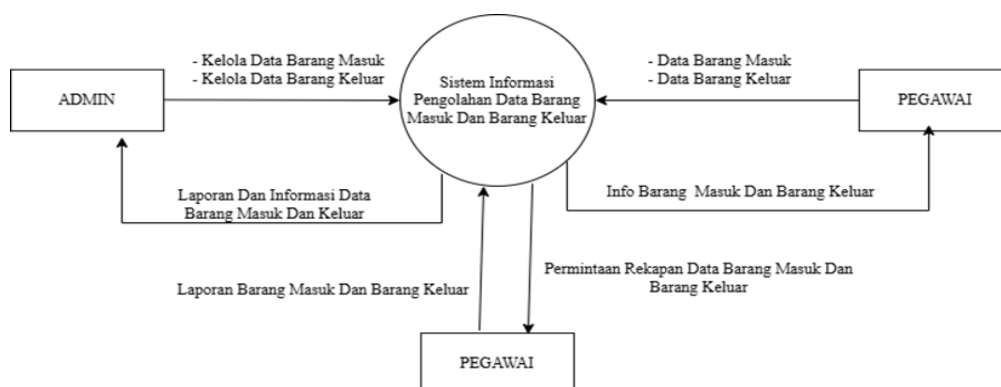 - Kelola Data Barang Masuk
- Kelola Data Barang Keluar
ADMIN
Sistem Informasi
Pengolahan Data Barang
Masuk Dan Barang Keluar
- Data Barang Masuk
- Data Barang Keluar
PEGAWAI
Laporan Dan Informasi Data
Barang Masuk Dan Keluar
Info Barang Masuk Dan Barang Keluar
Laporan Barang Masuk Dan Barang Keluar
Permintaan Rekapan Data Barang Masuk Dan
Barang Keluar
PEGAWAI